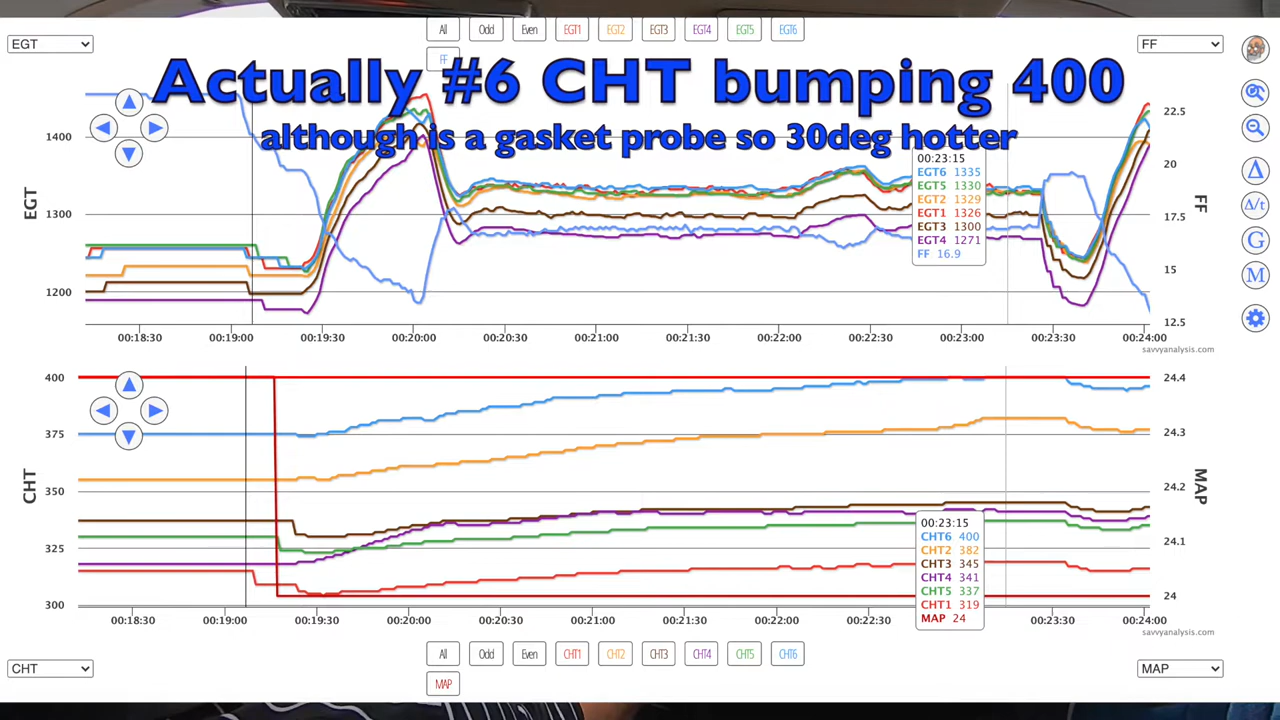 All Odd Even EGT1 EGT2 EGT3 EGT4 EGT5 EGT6
EGT
FF
FF
Actually #6 CHT bumping 400
although is a gasket probe so 30deg hotter
1400
1300
1200
EGT
22.5
20
17.5
15
12.5
FF
00:23:15
EGT6 1335
EGT5 1330
EGT2 1329
EGT1 1326
EGT3 1300
EGT4 1271
FF 16.9
00:18:30 00:19:00 00:19:30 00:20:00 00:20:30 00:21:00 00:21:30 00:22:00 00:22:30 00:23:00 00:23:30 00:24:00
savvyanalysis.com
Δ
Δ/t
G
M
400
375
350
325
300
CHT
24.4
24.3
24.2
24.1
24
MAP
00:23:15
CHT6 400
CHT2 382
CHT3 345
CHT4 341
CHT5 337
CHT1 319
MAP 24
00:18:30 00:19:00 00:19:30 00:20:00 00:20:30 00:21:00 00:21:30 00:22:00 00:22:30 00:23:30 00:24:00
savvyanalysis.com
All Odd Even CHT1 CHT2 CHT3 CHT4 CHT5 CHT6
CHT
MAP
MAP